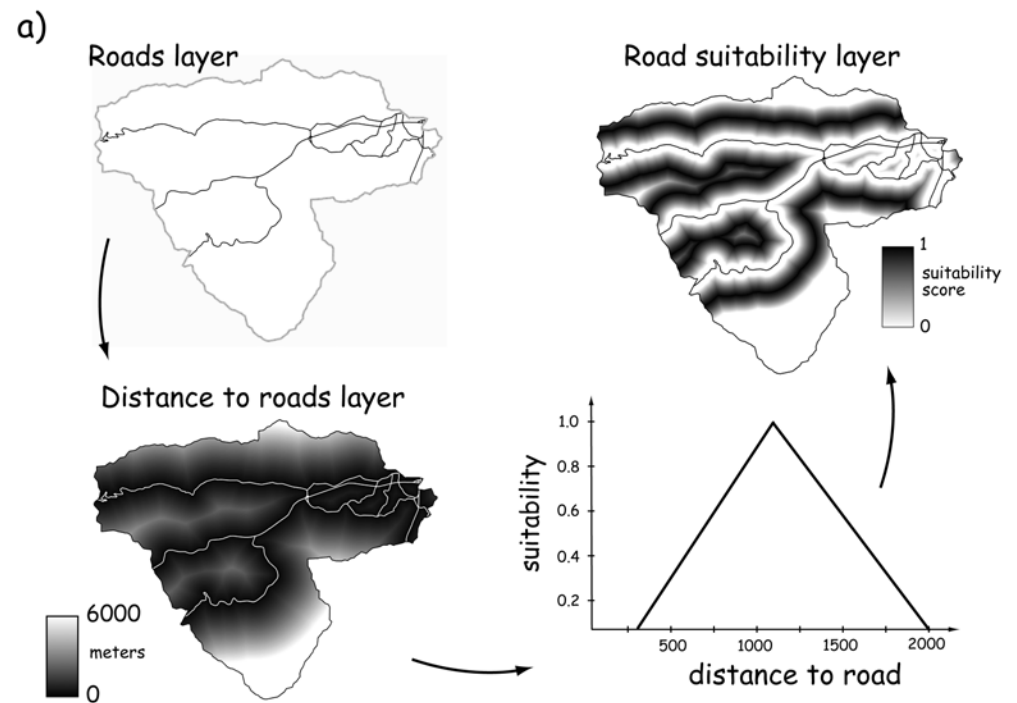 a)
Roads layer
Road suitability layer
1
suitability
score
0
Distance to roads layer
6000
meters
0
1.0
0.8
0.6
0.4
0.2
suitability
500
1000
1500
2000
distance to road